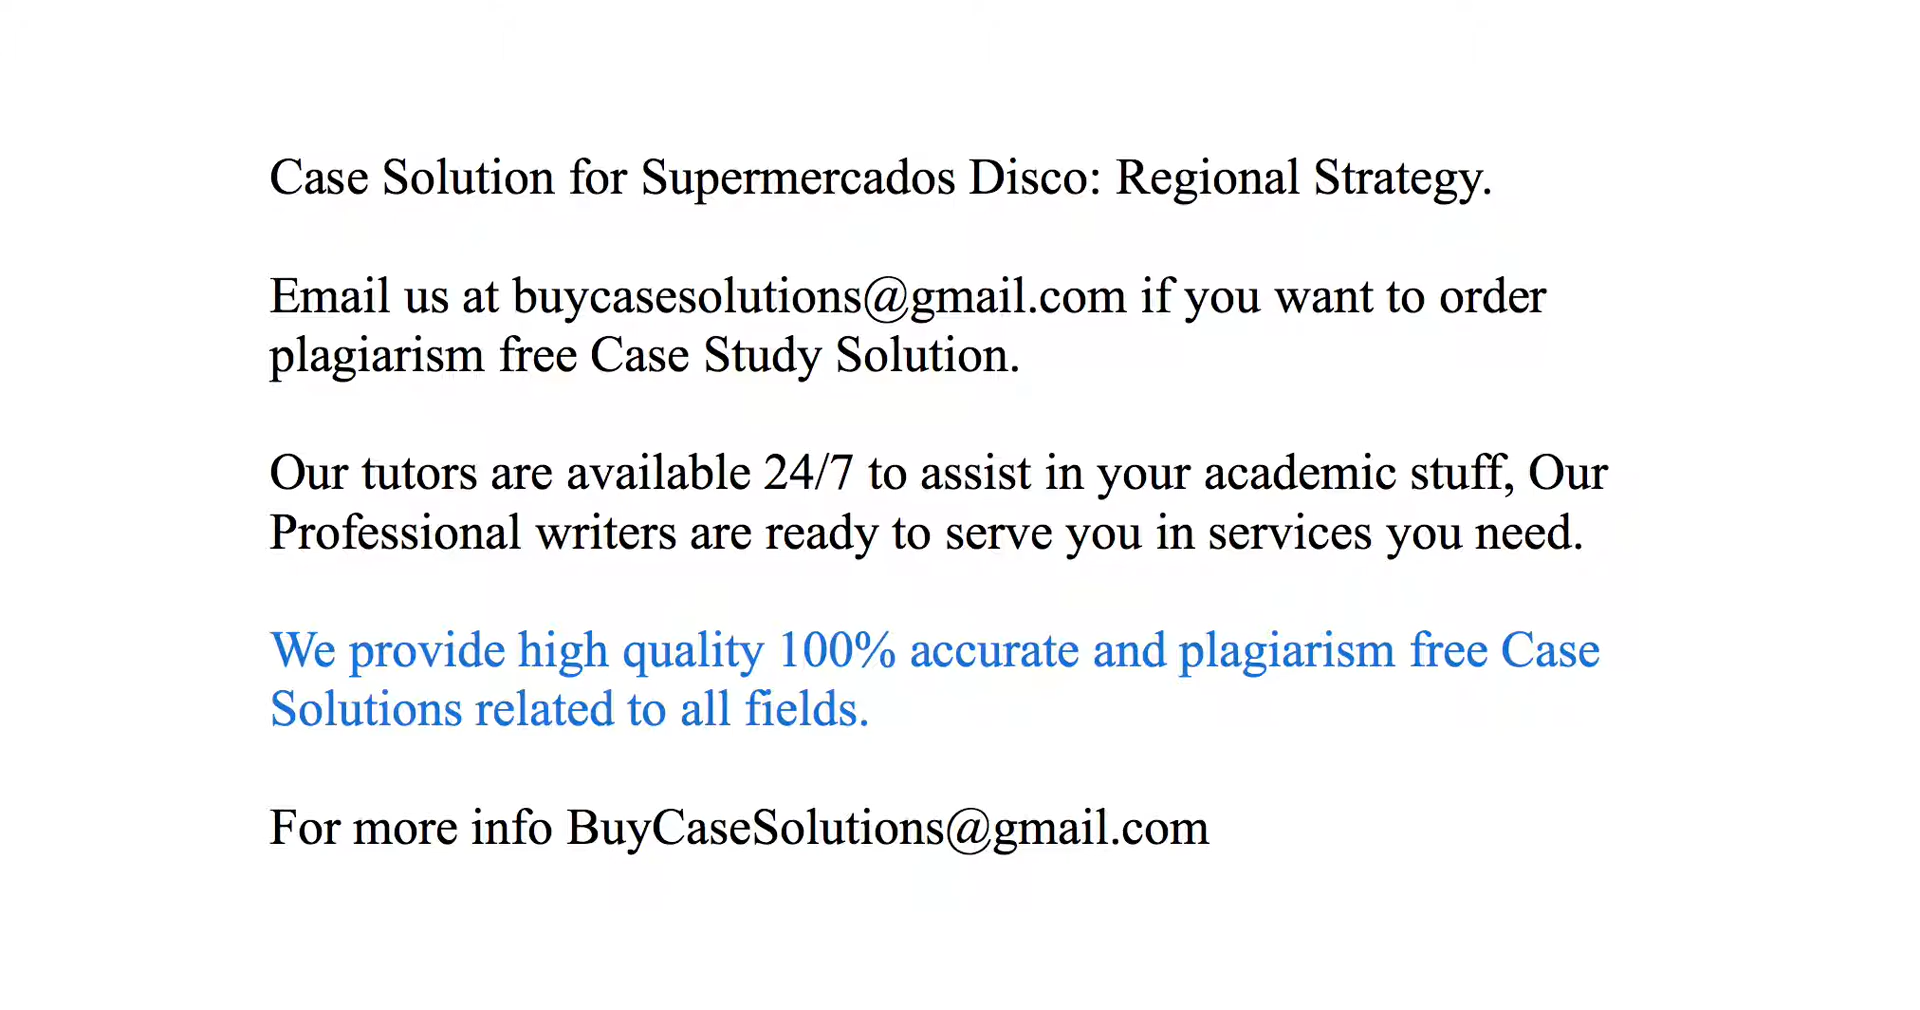 Case Solution for Supermercados Disco: Regional Strategy.
Email us at buycasesolutions@gmail.com if you want to order
plagiarism free Case Study Solution.
Our tutors are available 24/7 to assist in your academic stuff, Our
Professional writers are ready to serve you in services you need.
We provide high quality 100% accurate and plagiarism free Case
Solutions related to all fields.
For more info BuyCaseSolutions@gmail.com